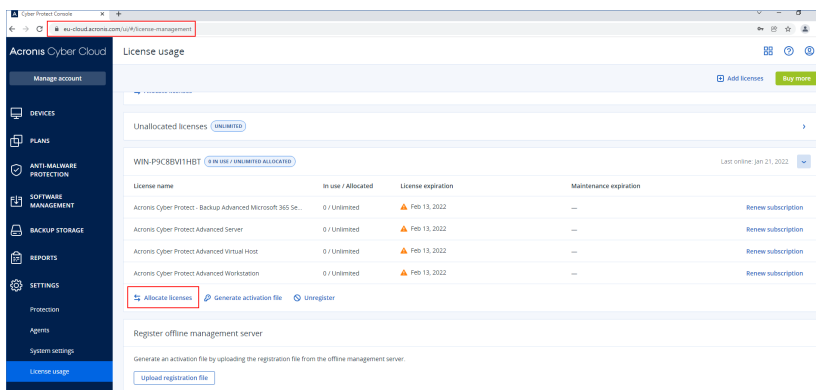 Cyber Protect Console
eu-cloud.acronis.com/ui/#/license-management
Acronis Cyber Cloud
License usage
Manage account
Add licenses
Buy more
DEVICES
Unallocated licenses UNLIMITED
PLANS
ANTI-MALWARE
PROTECTION
WIN-P9C8BVI1HBT 0 IN USE / UNLIMITED ALLOCATED
Last online: Jan 21, 2022
License name In use / Allocated License expiration Maintenance expiration
SOFTWARE
MANAGEMENT
Acronis Cyber Protect - Backup Advanced Microsoft 365 Se... 0 / Unlimited Feb 13, 2022 — Renew subscription
BACKUP STORAGE
Acronis Cyber Protect Advanced Server 0 / Unlimited Feb 13, 2022 — Renew subscription
REPORTS
Acronis Cyber Protect Advanced Virtual Host 0 / Unlimited Feb 13, 2022 — Renew subscription
Acronis Cyber Protect Advanced Workstation 0 / Unlimited Feb 13, 2022 — Renew subscription
SETTINGS
Allocate licenses Generate activation file Unregister
Protection
Agents
Register offline management server
System settings
Generate an activation file by uploading the registration file from the offline management server.
License usage
Upload registration file